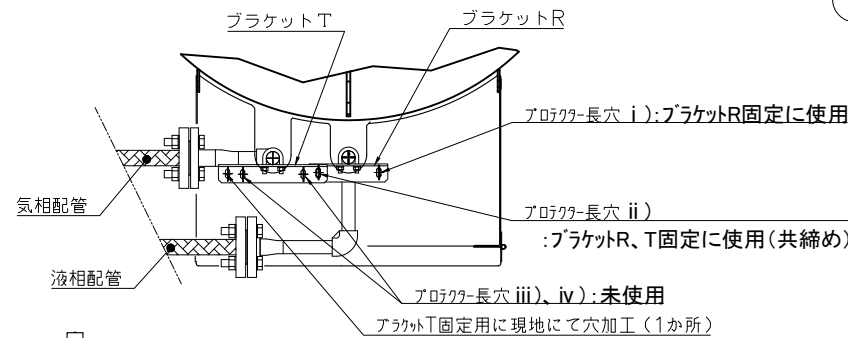 ブラケットT
ブラケットR
プロテクター長穴 ⅰ):ブラケットR固定に使用
気相配管
プロテクター長穴 ⅱ)
:ブラケットR、T固定に使用(共締め)
液相配管
プロテクター長穴 ⅲ)、ⅳ):未使用
ブラケットT固定用に現地にて穴加工(1か所)